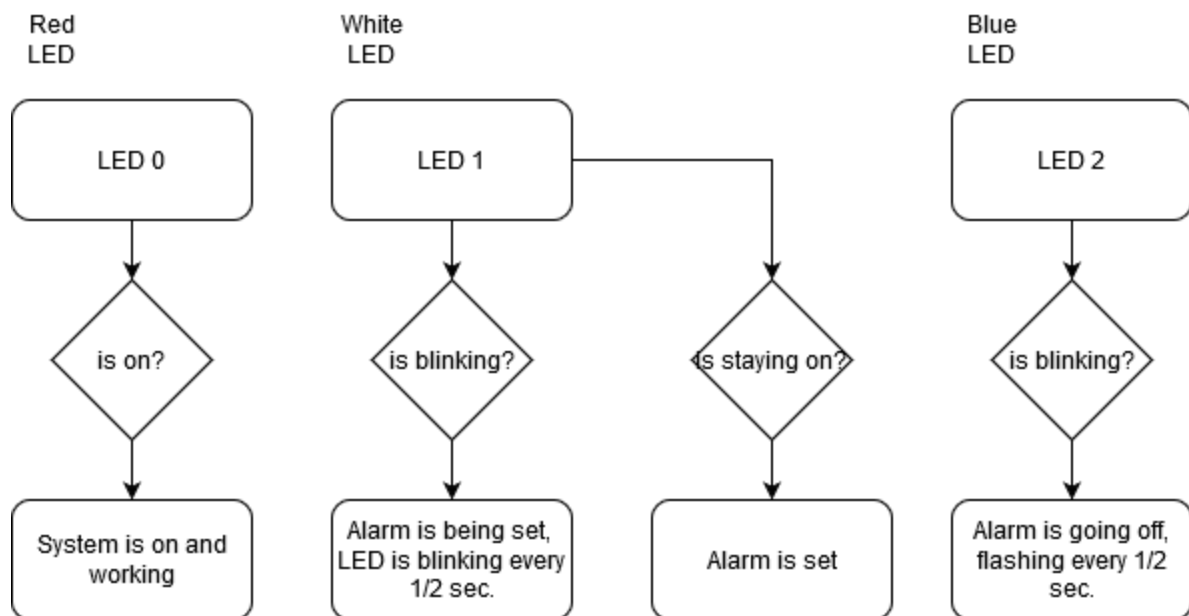 Red
LED
White
LED
Blue
LED
LED 0
LED 1
LED 2
is on?
is blinking?
Is staying on?
is blinking?
System is on and
working
Alarm is being set,
LED is blinking every
1/2 sec.
Alarm is set
Alarm is going off,
flashing every 1/2
sec.